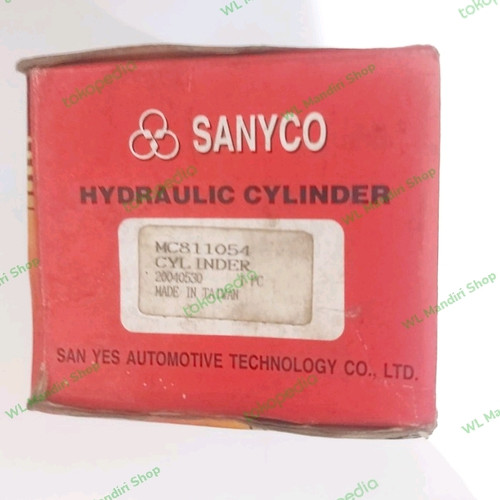 SANYCO
HYDRAULIC CYLINDER
MC811054
CYLINDER
20040530 1 PC
MADE IN TAIWAN
SAN YES AUTOMOTIVE TECHNOLOGY CO., LTD.
tokopedia
WL Mandiri Shop